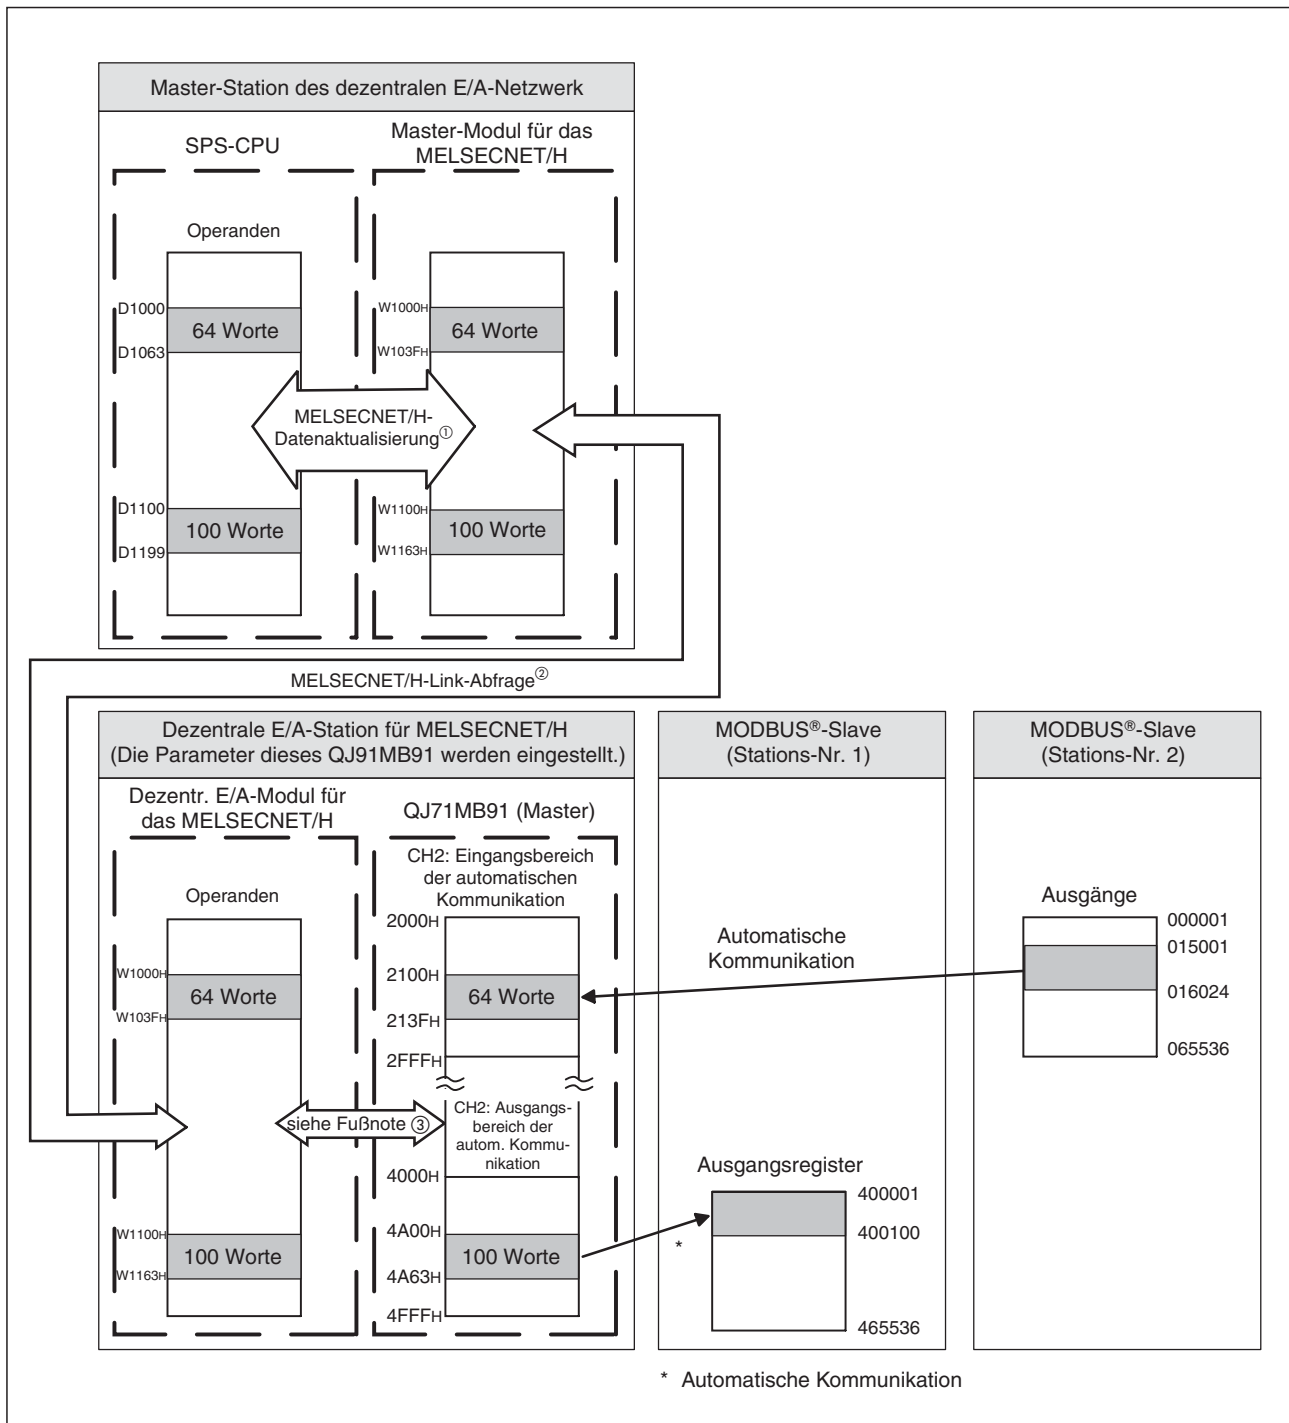 Master-Station des dezentralen E/A-Netzwerk
SPS-CPU
Master-Modul für das
MELSECNET/H
Operanden
D1000
64 Worte
D1063
W1000H
64 Worte
W103FH
MELSECNET/H-
Datenaktualisierung①
D1100
100 Worte
D1199
W1100H
100 Worte
W1163H
MELSECNET/H-Link-Abfrage②
Dezentrale E/A-Station für MELSECNET/H
(Die Parameter dieses QJ91MB91 werden eingestellt.)
MODBUS®-Slave
(Stations-Nr. 1)
MODBUS®-Slave
(Stations-Nr. 2)
Dezentr. E/A-Modul für
das MELSECNET/H
QJ71MB91 (Master)
Operanden
CH2: Eingangsbereich
der automatischen
Kommunikation
W1000H
64 Worte
W103FH
2000H
2100H
64 Worte
213FH
2FFFH
Automatische
Kommunikation
Ausgänge
000001
015001
016024
065536
siehe Fußnote ③
CH2: Ausgangs-
bereich der
autom. Kommu-
nikation
4000H
W1100H
100 Worte
W1163H
4A00H
100 Worte
4A63H
4FFFH
Ausgangsregister
400001
400100
*
465536
* Automatische Kommunikation